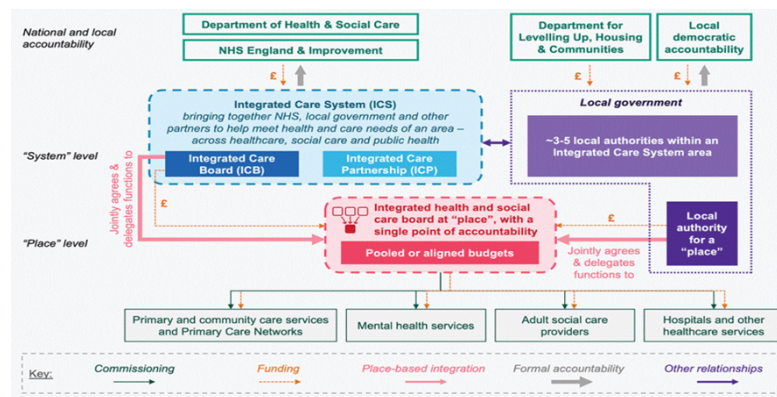 National and local
accountability
Department of Health & Social Care
NHS England & Improvement
Department for
Levelling Up, Housing
& Communities
Local
democratic
accountability
£
£
£
Integrated Care System (ICS)
bringing together NHS, local government and other
partners to help meet health and care needs of an area –
across healthcare, social care and public health
Local government
~3-5 local authorities within an
Integrated Care System area
"System" level
Integrated Care
Board (ICB)
Integrated Care
Partnership (ICP)
Jointly agrees &
delegates functions to
£
Integrated health and social
care board at "place", with a
single point of accountability
Pooled or aligned budgets
£
Local
authority
for a
"place"
"Place" level
Jointly agrees
& delegates
functions to
Primary and community care services
and Primary Care Networks
Mental health services
Adult social care
providers
Hospitals and other
healthcare services
Key:
Commissioning
Funding
Place-based integration
Formal accountability
Other relationships